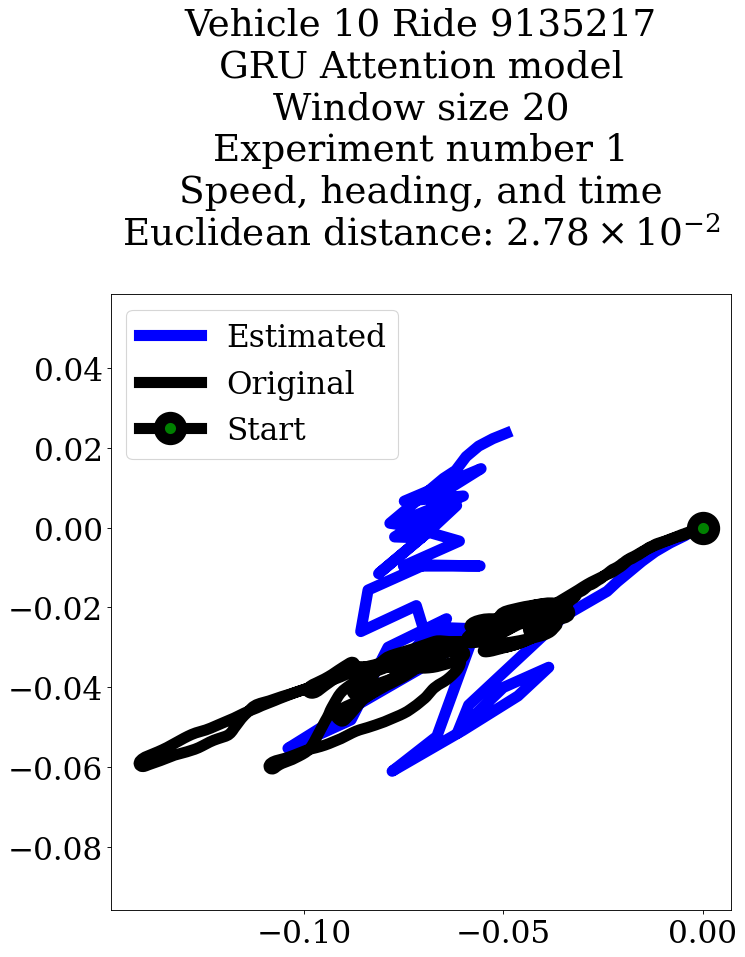 Vehicle 10 Ride 9135217
GRU Attention model
Window size 20
Experiment number 1
Speed, heading, and time
Euclidean distance: 2.78 × 10⁻²
Estimated
Original
Start
0.04
0.02
0.00
−0.02
−0.04
−0.06
−0.08
−0.10
−0.05
0.00